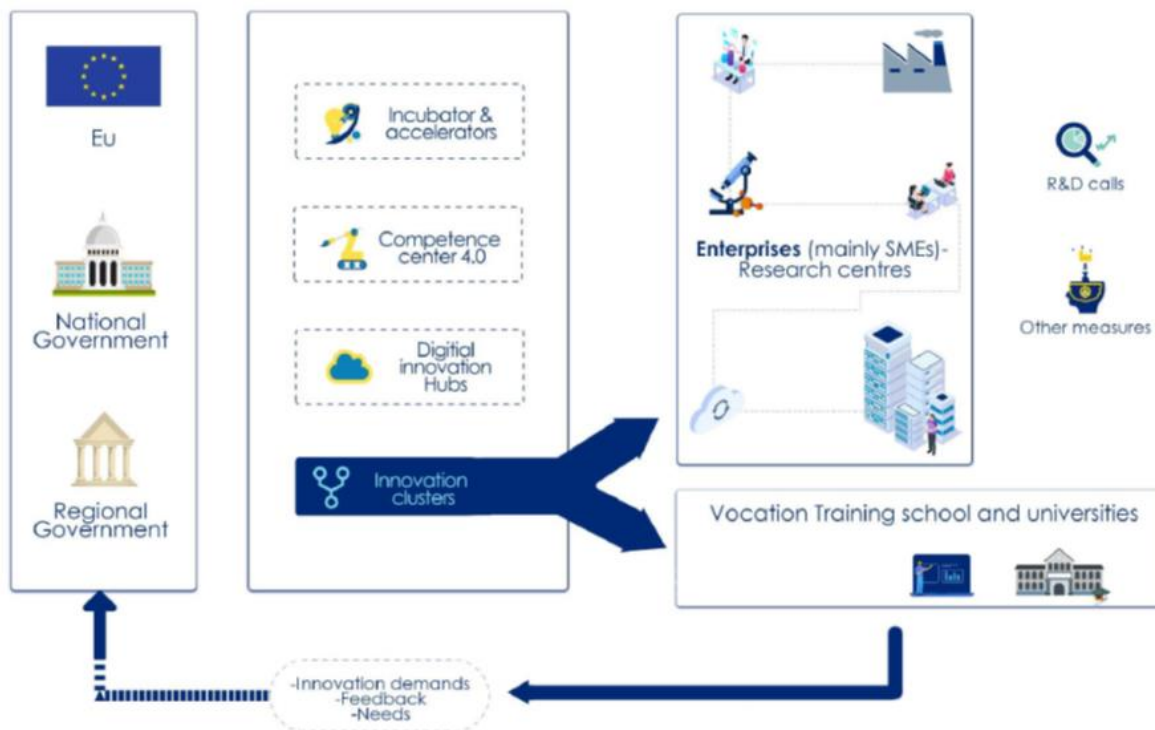 Eu
National
Government
Regional
Government
Incubator &
accelerators
Competence
center 4.0
Digitial
innovation
Hubs
Innovation
clusters
Enterprises (mainly SMEs)-
Research centres
Vocation Training school and universities
R&D calls
Other measures
-Innovation demands
-Feedback
-Needs